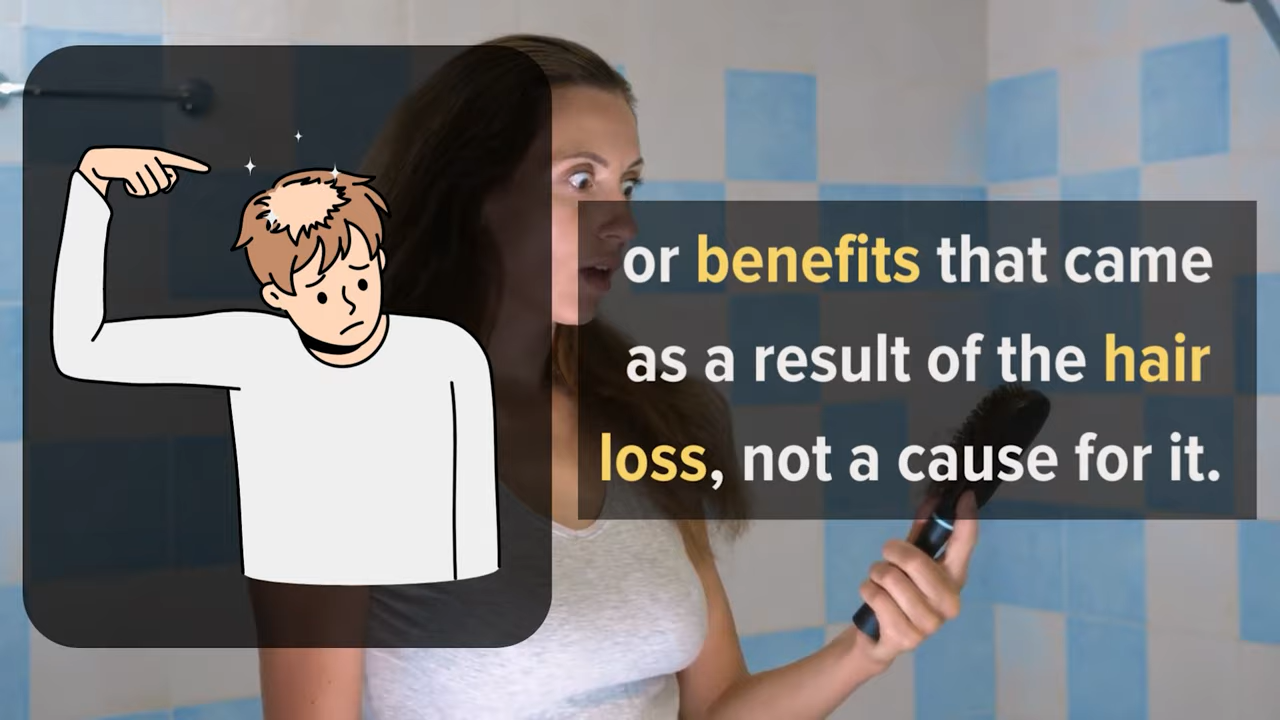 or benefits that came
as a result of the hair
loss, not a cause for it.